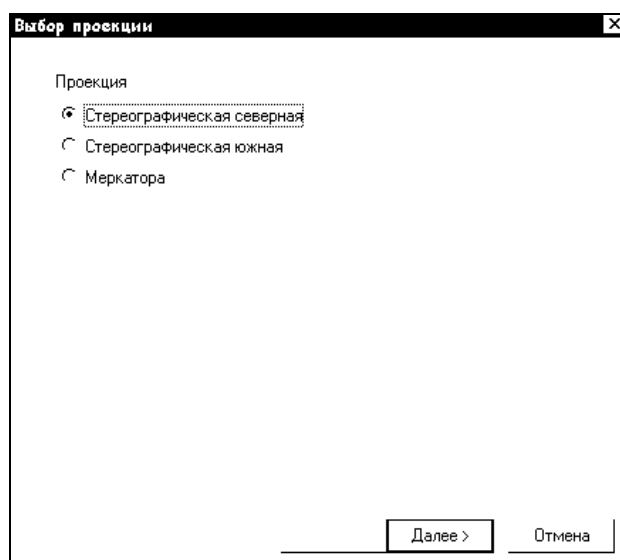 Выбор проекции
Проекция
Стереографическая северная
Стереографическая южная
Меркатора
Далее > Отмена